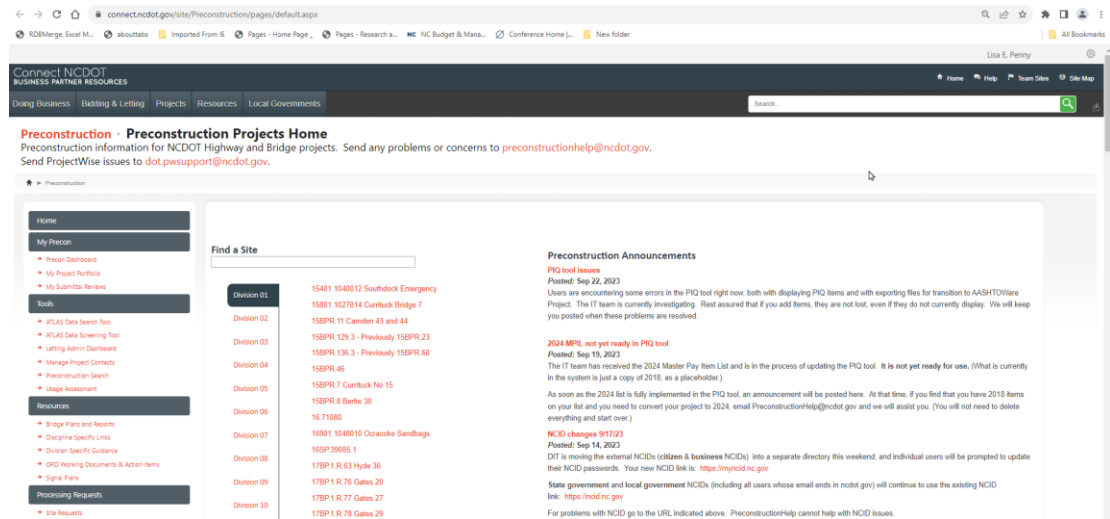 connect.ncdot.gov/site/Preconstruction/pages/default.aspx
RDBMerge, Excel M... abouttabs Imported From IE Pages - Home Page_ Pages - Research a... NC NC Budget & Mana... Conference Home |... New folder All Bookmarks
Lisa E. Penny
Connect NCDOT
BUSINESS PARTNER RESOURCES
Home Help Team Sites Site Map
Doing Business Bidding & Letting Projects Resources Local Governments Search...
Preconstruction Preconstruction Projects Home
Preconstruction information for NCDOT Highway and Bridge projects. Send any problems or concerns to preconstructionhelp@ncdot.gov.
Send ProjectWise issues to dot.pwsupport@ncdot.gov.
Preconstruction
Home
My Precon
Precon Dashboard
My Project Portfolio
My Submittal Reviews
Tools
ATLAS Data Search Tool
ATLAS Data Screening Tool
Letting Admin Dashboard
Manage Project Contacts
Preconstruction Search
Usage Assessment
Resources
Bridge Plans and Reports
Discipline Specific Links
Division Specific Guidance
ORD Working Documents & Action Items
Signal Plans
Processing Requests
Site Requests
Find a Site
Division 01
Division 02
Division 03
Division 04
Division 05
Division 06
Division 07
Division 08
Division 09
Division 10
15401.1048012 Southdock Emergency
15801.1027014 Currituck Bridge 7
15BPR.11 Camden 43 and 44
15BPR.129.3 - Previously 15BPR.23
15BPR.136.3 - Previously 15BPR.60
15BPR.46
15BPR.7 Currituck No 15
15BPR.8 Bertie 38
16.71080
16901.1048010 Ocracoke Sandbags
16SP.39085.1
17BP.1.R.63 Hyde 36
17BP.1.R.76 Gates 20
17BP.1.R.77 Gates 27
17BP.1.R.78 Gates 29
Preconstruction Announcements
PIQ tool issues
Posted: Sep 22, 2023
Users are encountering some errors in the PIQ tool right now, both with displaying PIQ items and with exporting files for transition to AASHTOWare
Project. The IT team is currently investigating. Rest assured that if you add items, they are not lost, even if they do not currently display. We will keep
you posted when these problems are resolved.
2024 MPIL not yet ready in PIQ tool
Posted: Sep 19, 2023
The IT team has received the 2024 Master Pay Item List and is in the process of updating the PIQ tool. It is not yet ready for use. (What is currently
in the system is just a copy of 2018, as a placeholder.)
As soon as the 2024 list is fully implemented in the PIQ tool, an announcement will be posted here. At that time, if you find that you have 2018 items
on your list and you need to convert your project to 2024, email PreconstructionHelp@ncdot.gov and we will assist you. (You will not need to delete
everything and start over.)
NCID changes 9/17/23
Posted: Sep 14, 2023
DIT is moving the external NCIDs (citizen & business NCIDs) into a separate directory this weekend, and individual users will be prompted to update
their NCID passwords. Your new NCID link is: https://myncid.nc.gov
State government and local government NCIDs (including all users whose email ends in ncdot.gov) will continue to use the existing NCID
link: https://ncid.nc.gov
For problems with NCID go to the URL indicated above. PreconstructionHelp cannot help with NCID issues.